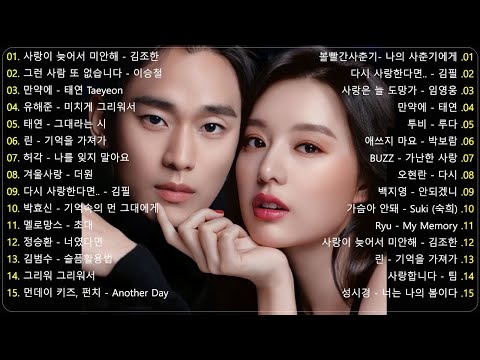 01. 사랑이 늦어서 미안해 - 김조한
02. 그런 사람 또 없습니다 - 이승철
03. 만약에 - 태연 Taeyeon
04. 유해준 - 미치게 그리워서
05. 태연 - 그대라는 시
06. 린 - 기억을 가져가
07. 허각 - 나를 잊지 말아요
08. 겨울사랑 - 더원
09. 다시 사랑한다면.. - 김필
10. 박효신 - 기억속의 먼 그대에게
11. 멜로망스 - 초대
12. 정승환 - 너였다면
13. 김범수 - 슬픔활용법
14. 그리워 그리워서
15. 먼데이 키즈, 펀치 - Another Day
볼빨간사춘기- 나의 사춘기에게 .01
다시 사랑한다면.. - 김필 .02
사랑은 늘 도망가 - 임영웅 .03
만약에 - 태연 .04
투비 - 루다 .05
애쓰지 마요 - 박보람 .06
BUZZ - 가난한 사랑 .07
오현란 - 다시 .08
백지영 - 안되겠니 .09
가슴아 안돼 - Suki (숙희) .10
Ryu - My Memory .11
사랑이 늦어서 미안해 - 김조한 .12
린 - 기억을 가져가 .13
사랑합니다 - 팀 .14
성시경 - 너는 나의 봄이다 .15